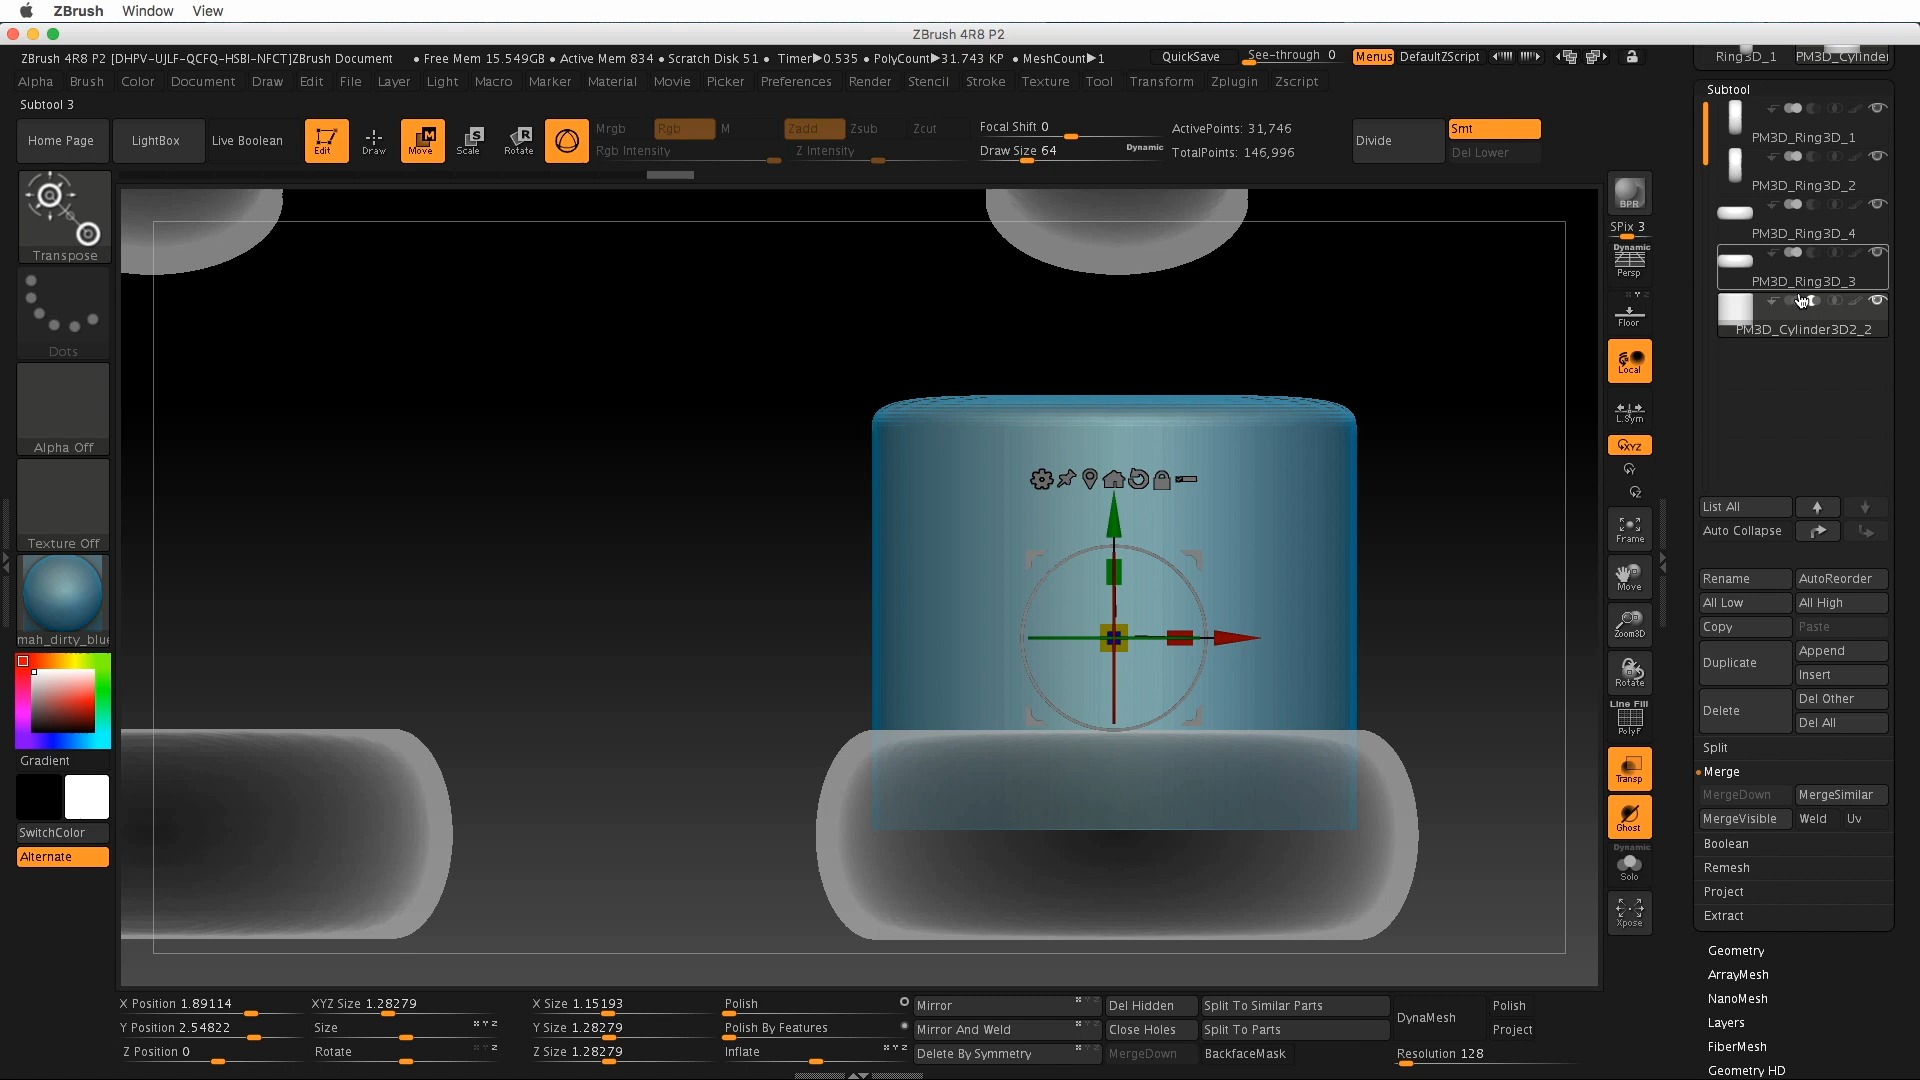 ZBrush Window View
ZBrush 4R8 P2
ZBrush 4R8 P2 [DHPV-UJLF-QCFQ-HSBI-NFCT]ZBrush Document • Free Mem 15.549GB • Active Mem 834 • Scratch Disk 51 • Timer▶0.535 • PolyCount▶31.743 KP • MeshCount▶1 QuickSave See-through 0 Menus DefaultZScript
Alpha Brush Color Document Draw Edit File Layer Light Macro Marker Material Movie Picker Preferences Render Stencil Stroke Texture Tool Transform Zplugin Zscript
Subtool 3
Home Page LightBox Live Boolean Edit Draw Move Scale Rotate
Mrgb Rgb M Zadd Zsub Zcut
Rgb Intensity Z Intensity
Focal Shift 0
Draw Size 64 Dynamic
ActivePoints: 31,746
TotalPoints: 146,996
Divide Smt
Del Lower
Transpose
Dots
Alpha Off
Texture Off
mah_dirty_blue
Gradient
SwitchColor
Alternate
BPR
SPix 3
Dynamic
Persp
Floor
Local
L.Sym
XYZ
Y
Z
Frame
Move
Zoom3D
Rotate
Line Fill
PolyF
Transp
Ghost
Dynamic
Solo
Xpose
Ring3D_1 PM3D_Cylinder
Subtool
PM3D_Ring3D_1
PM3D_Ring3D_2
PM3D_Ring3D_4
PM3D_Ring3D_3
PM3D_Cylinder3D2_2
List All
Auto Collapse
Rename AutoReorder
All Low All High
Copy Paste
Duplicate Append
Insert
Delete Del Other
Del All
Split
Merge
MergeDown MergeSimilar
MergeVisible Weld Uv
Boolean
Remesh
Project
Extract
Geometry
ArrayMesh
NanoMesh
Layers
FiberMesh
Geometry HD
X Position 1.89114 XYZ Size 1.28279 X Size 1.15193 Polish Mirror Del Hidden Split To Similar Parts DynaMesh Polish
Y Position 2.54822 Size Y Size 1.28279 Polish By Features Mirror And Weld Close Holes Split To Parts Project
Z Position 0 Rotate Z Size 1.28279 Inflate Delete By Symmetry MergeDown BackfaceMask Resolution 128